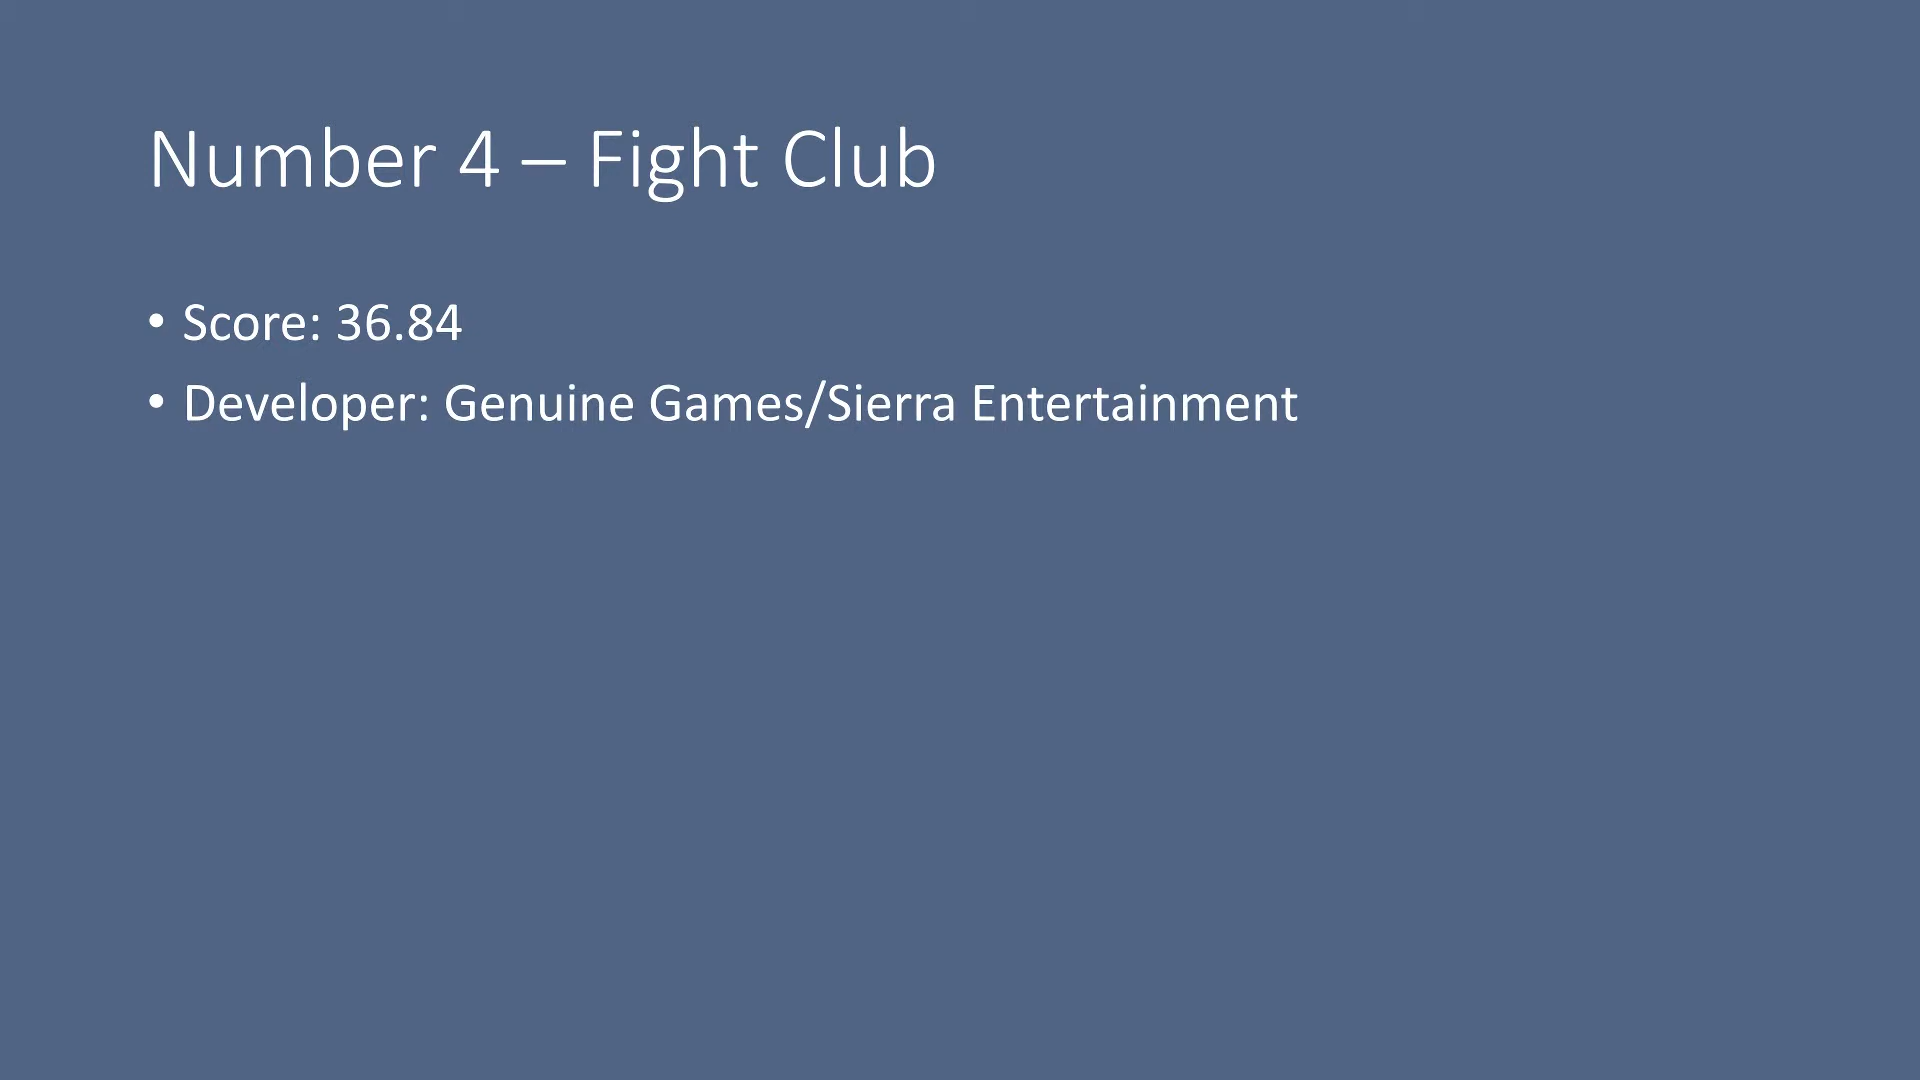 Number 4 – Fight Club
• Score: 36.84
• Developer: Genuine Games/Sierra Entertainment